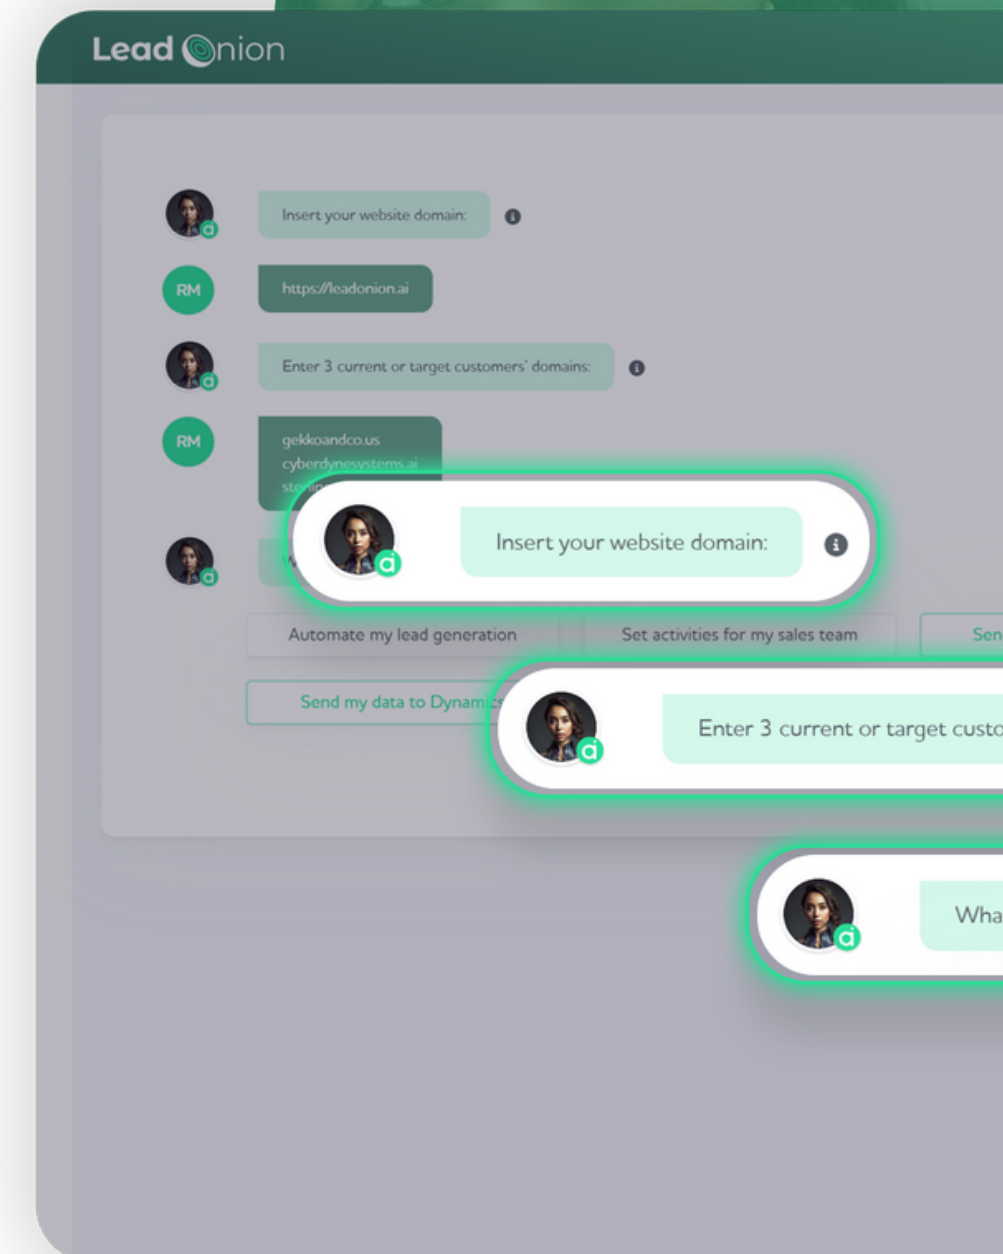 Lead Onion
Insert your website domain:
RM
https://leadonion.ai
Enter 3 current or target customers' domains:
RM
gekkoandco.us
cyberdynesystems.ai
Insert your website domain:
Automate my lead generation
Set activities for my sales team
Send my data to Dynamics
Enter 3 current or target